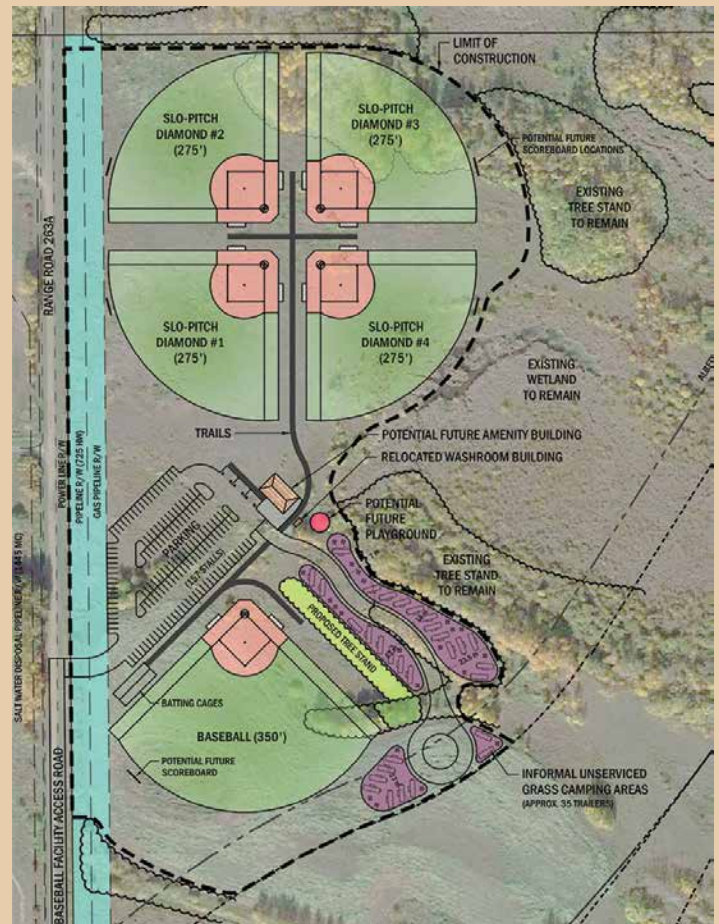 LIMIT OF
CONSTRUCTION
SLO-PITCH
DIAMOND #2
(275')
SLO-PITCH
DIAMOND #3
(275')
POTENTIAL FUTURE
SCOREBOARD LOCATIONS
EXISTING
TREE STAND
TO REMAIN
RANGE ROAD 263A
SLO-PITCH
DIAMOND #1
(275')
SLO-PITCH
DIAMOND #4
(275')
EXISTING
WETLAND
TO REMAIN
TRAILS
POTENTIAL FUTURE AMENITY BUILDING
RELOCATED WASHROOM BUILDING
POWER LINE R/W
PIPELINE R/W (725 HW)
GAS PIPELINE R/W
POTENTIAL
FUTURE
PLAYGROUND
PARKING
(157 STALLS)
EXISTING
TREE STAND
TO REMAIN
PROPOSED TREE STAND
SALT WATER DISPOSAL PIPELINE R/W (1445 MC)
BATTING CAGES
BASEBALL (350')
POTENTIAL FUTURE
SCOREBOARD
INFORMAL UNSERVICED
GRASS CAMPING AREAS
(APPROX. 35 TRAILERS)
BASEBALL FACILITY ACCESS ROAD